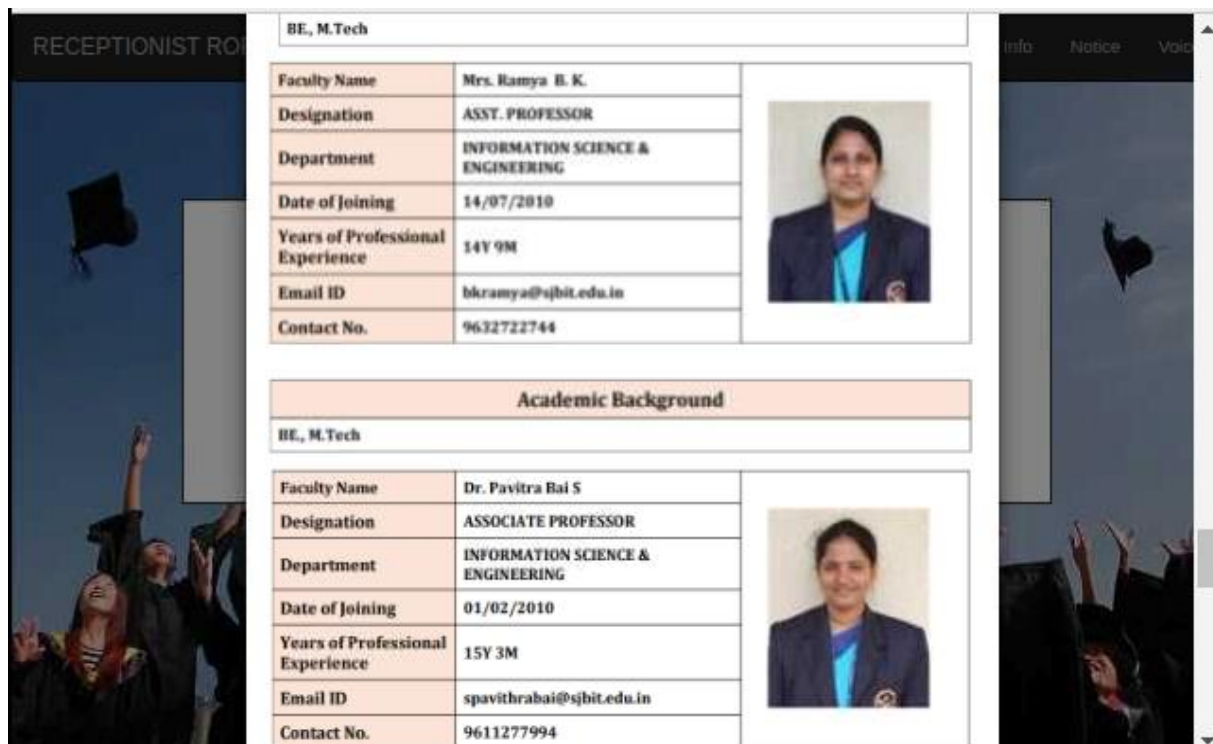 BE., M.Tech
RECEPTIONIST RO
Info Notice Voic
Faculty Name Mrs. Ramya B. K.
Designation ASST. PROFESSOR
Department INFORMATION SCIENCE &
ENGINEERING
Date of Joining 14/07/2010
Years of Professional
Experience 14Y 9M
Email ID bkramya@sjbit.edu.in
Contact No. 9632722744
Academic Background
BE., M.Tech
Faculty Name Dr. Pavitra Bai S
Designation ASSOCIATE PROFESSOR
Department INFORMATION SCIENCE &
ENGINEERING
Date of Joining 01/02/2010
Years of Professional
Experience 15Y 3M
Email ID spavithrabai@sjbit.edu.in
Contact No. 9611277994